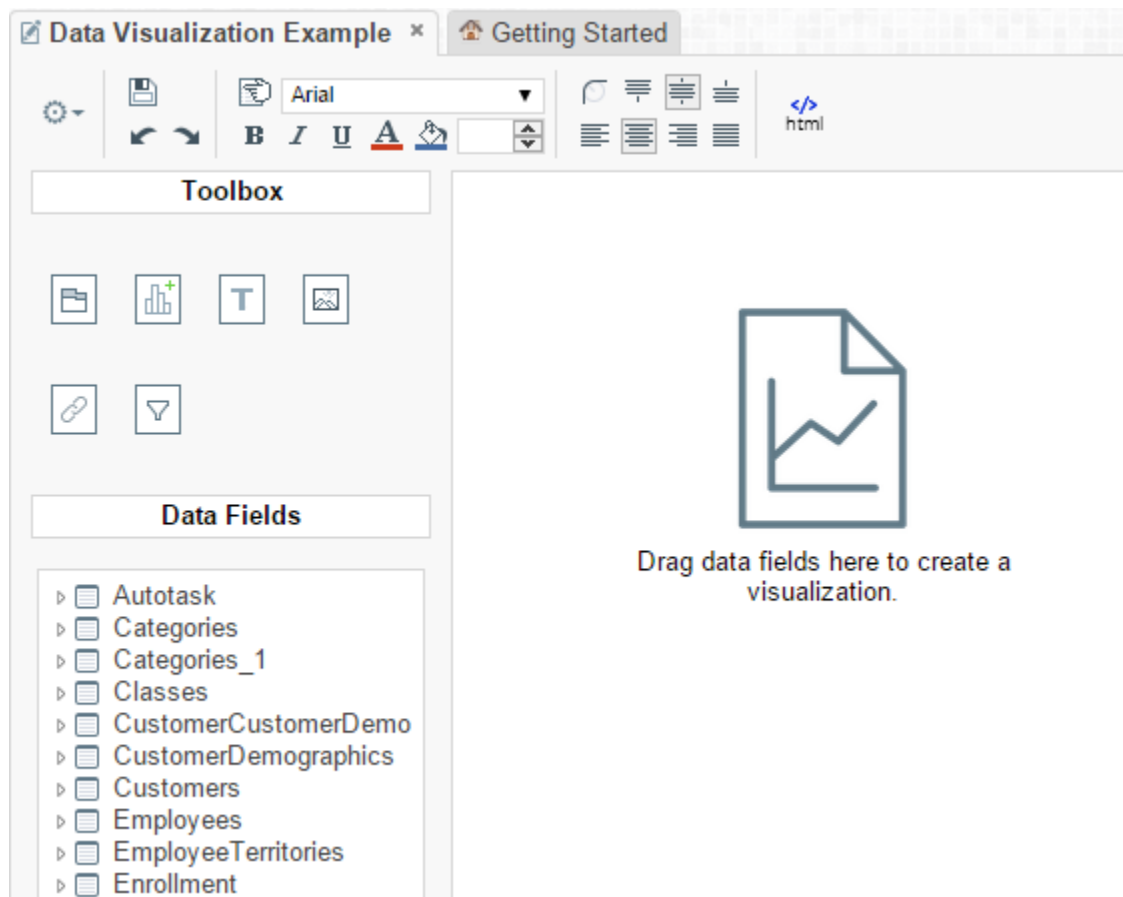 Data Visualization Example ×
Getting Started
Arial
B I U A
</>
html
Toolbox
T
Data Fields
Autotask
Categories
Categories_1
Classes
CustomerCustomerDemo
CustomerDemographics
Customers
Employees
EmployeeTerritories
Enrollment
Drag data fields here to create a
visualization.